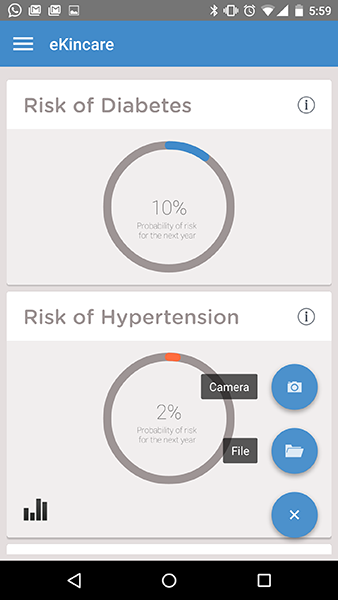 5:59
eKincare
Risk of Diabetes
10%
Probability of risk
for the next year
Risk of Hypertension
2%
Probability of risk
for the next year
Camera
File